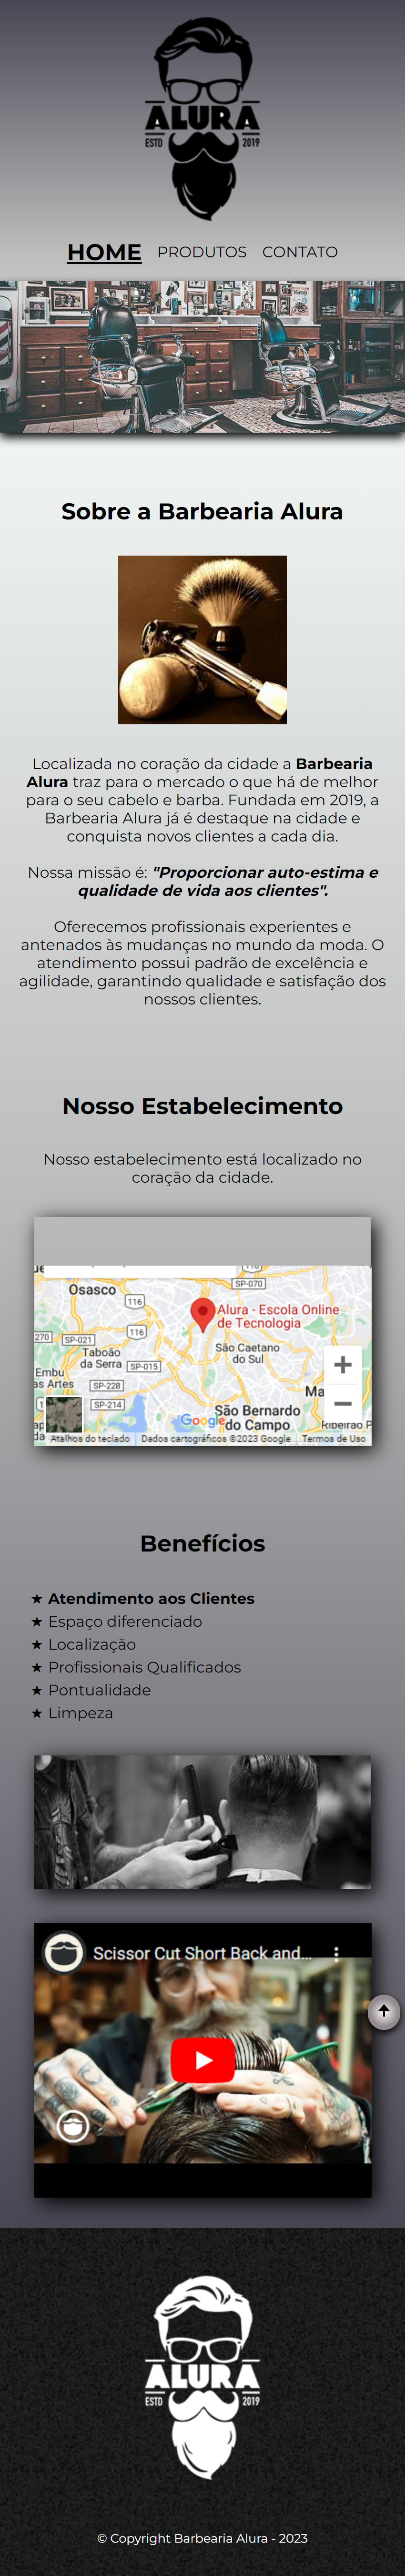 ALURA
ESTD 2019
HOME PRODUTOS CONTATO
Sobre a Barbearia Alura
Localizada no coração da cidade a Barbearia
Alura traz para o mercado o que há de melhor
para o seu cabelo e barba. Fundada em 2019, a
Barbearia Alura já é destaque na cidade e
conquista novos clientes a cada dia.
Nossa missão é: "Proporcionar auto-estima e
qualidade de vida aos clientes".
Oferecemos profissionais experientes e
antenados às mudanças no mundo da moda. O
atendimento possui padrão de excelência e
agilidade, garantindo qualidade e satisfação dos
nossos clientes.
Nosso Estabelecimento
Nosso estabelecimento está localizado no
coração da cidade.
Osasco
SP-070
116
Alura - Escola Online
de Tecnologia
270
SP-021
116
Taboão
da Serra
São Caetano
do Sul
SP-015
Embu
as Artes
SP-228
SP-214
Google
São Bernardo
do Campo
Atalhos do teclado
Dados cartográficos ©2023 Google
Termos de Uso
Benefícios
★ Atendimento aos Clientes
★ Espaço diferenciado
★ Localização
★ Profissionais Qualificados
★ Pontualidade
★ Limpeza
Scissor Cut Short Back and...
ALURA
ESTD 2019
© Copyright Barbearia Alura - 2023